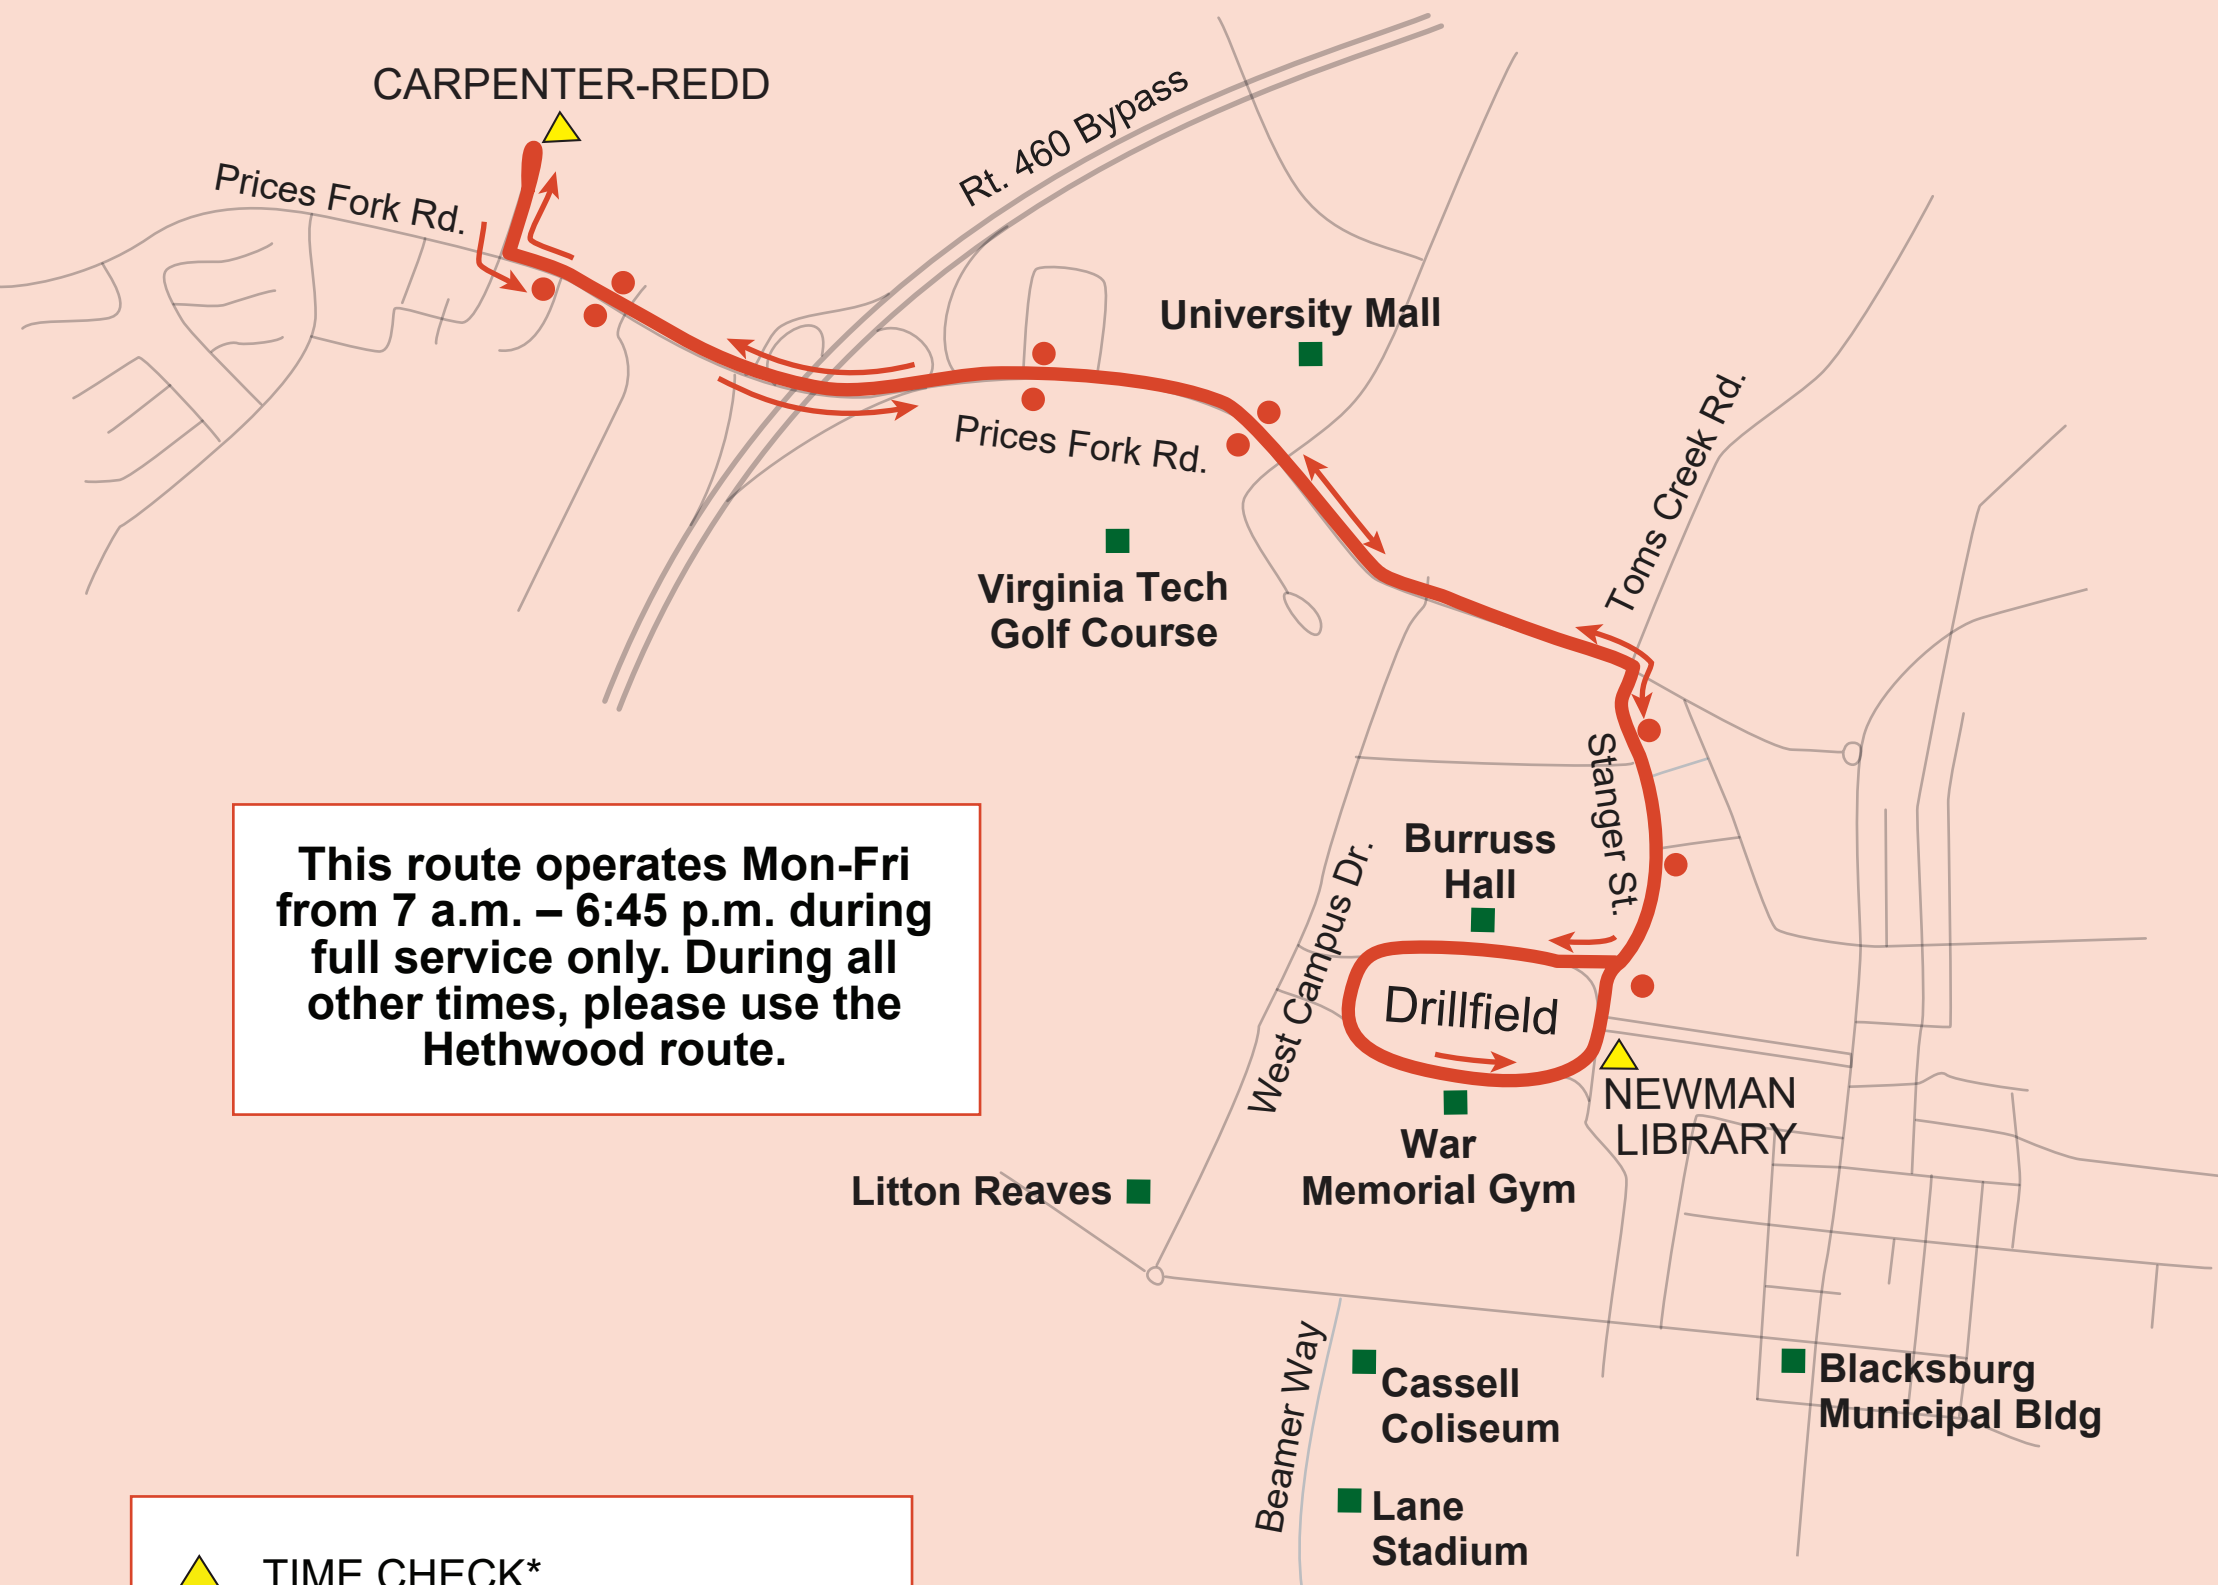 CARPENTER-REDD
Rt. 460 Bypass
Prices Fork Rd.
University Mall
Prices Fork Rd.
Toms Creek Rd.
Virginia Tech
Golf Course
Stanger St.
This route operates Mon-Fri
from 7 a.m. – 6:45 p.m. during
full service only. During all
other times, please use the
Hethwood route.
Burruss
Hall
West Campus Dr.
Drillfield
NEWMAN
LIBRARY
War
Memorial Gym
Litton Reaves
Beamer Way
Cassell
Coliseum
Blacksburg
Municipal Bldg
Lane
Stadium
TIME CHECK*